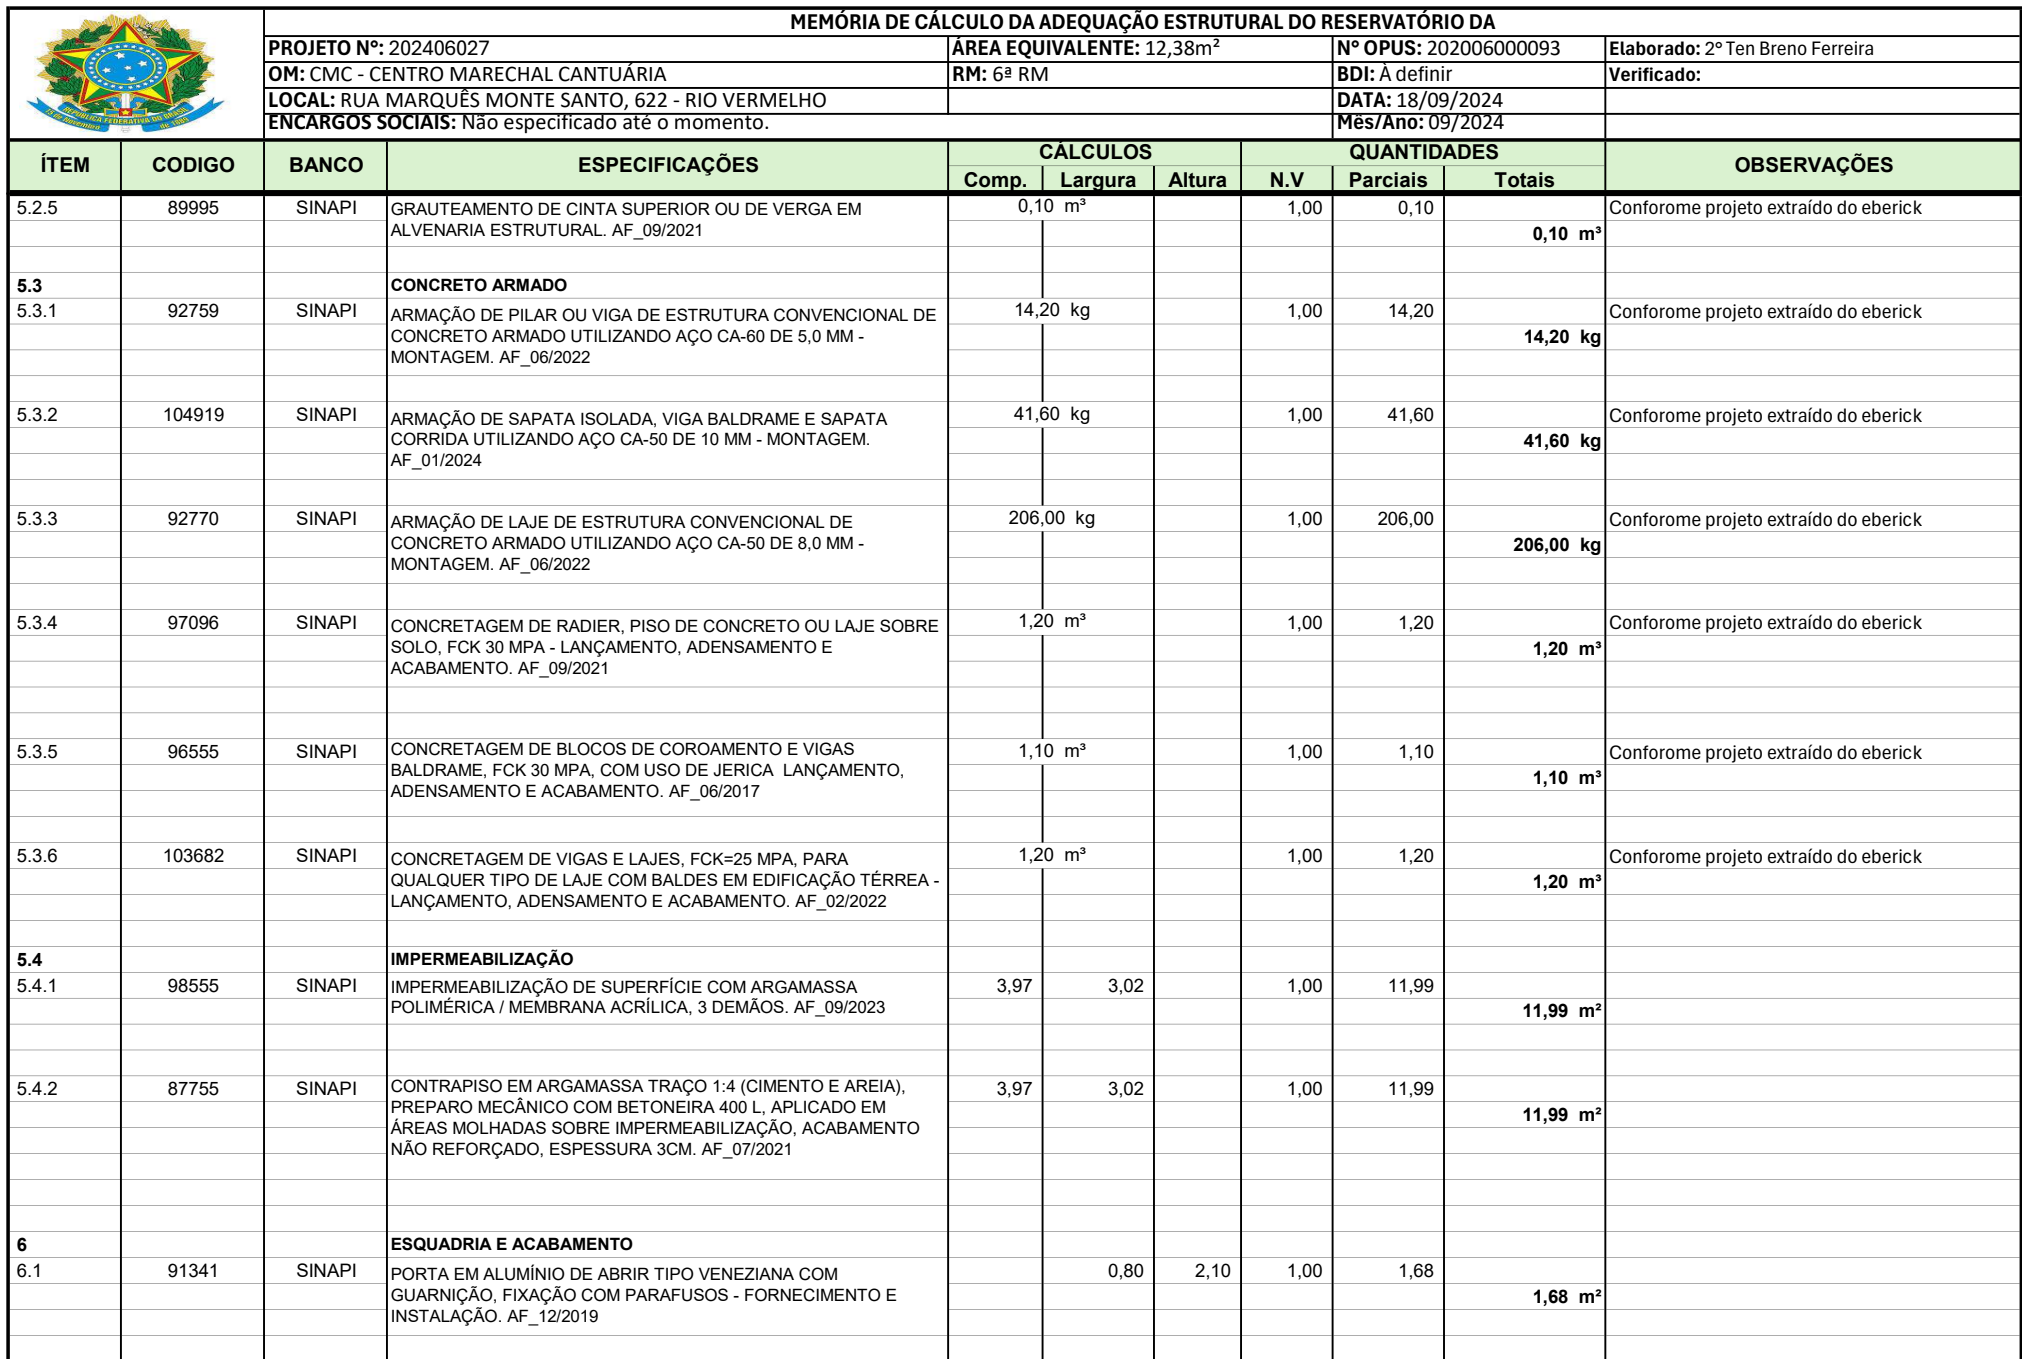 MEMÓRIA DE CÁLCULO DA ADEQUAÇÃO ESTRUTURAL DO RESERVATÓRIO DA
PROJETO Nº: 202406027 ÁREA EQUIVALENTE: 12,38m² N° OPUS: 202006000093 Elaborado: 2° Ten Breno Ferreira
OM: CMC - CENTRO MARECHAL CANTUÁRIA RM: 6ª RM BDI: À definir Verificado:
LOCAL: RUA MARQUÊS MONTE SANTO, 622 - RIO VERMELHO DATA: 18/09/2024
ENCARGOS SOCIAIS: Não especificado até o momento. Mês/Ano: 09/2024
REPÚBLICA FEDERATIVA DO BRASIL
15 de Novembro de 1889
ÍTEM CODIGO BANCO ESPECIFICAÇÕES CÁLCULOS QUANTIDADES OBSERVAÇÕES
Comp. Largura Altura N.V Parciais Totais
5.2.5 89995 SINAPI GRAUTEAMENTO DE CINTA SUPERIOR OU DE VERGA EM 0,10 m³ 1,00 0,10 Conforome projeto extraído do eberick
ALVENARIA ESTRUTURAL. AF_09/2021 0,10 m³
5.3 CONCRETO ARMADO
5.3.1 92759 SINAPI ARMAÇÃO DE PILAR OU VIGA DE ESTRUTURA CONVENCIONAL DE 14,20 kg 1,00 14,20 Conforome projeto extraído do eberick
CONCRETO ARMADO UTILIZANDO AÇO CA-60 DE 5,0 MM - 14,20 kg
MONTAGEM. AF_06/2022
5.3.2 104919 SINAPI ARMAÇÃO DE SAPATA ISOLADA, VIGA BALDRAME E SAPATA 41,60 kg 1,00 41,60 Conforome projeto extraído do eberick
CORRIDA UTILIZANDO AÇO CA-50 DE 10 MM - MONTAGEM. 41,60 kg
AF_01/2024
5.3.3 92770 SINAPI ARMAÇÃO DE LAJE DE ESTRUTURA CONVENCIONAL DE 206,00 kg 1,00 206,00 Conforome projeto extraído do eberick
CONCRETO ARMADO UTILIZANDO AÇO CA-50 DE 8,0 MM - 206,00 kg
MONTAGEM. AF_06/2022
5.3.4 97096 SINAPI CONCRETAGEM DE RADIER, PISO DE CONCRETO OU LAJE SOBRE 1,20 m³ 1,00 1,20 Conforome projeto extraído do eberick
SOLO, FCK 30 MPA - LANÇAMENTO, ADENSAMENTO E 1,20 m³
ACABAMENTO. AF_09/2021
5.3.5 96555 SINAPI CONCRETAGEM DE BLOCOS DE COROAMENTO E VIGAS 1,10 m³ 1,00 1,10 Conforome projeto extraído do eberick
BALDRAME, FCK 30 MPA, COM USO DE JERICA LANÇAMENTO, 1,10 m³
ADENSAMENTO E ACABAMENTO. AF_06/2017
5.3.6 103682 SINAPI CONCRETAGEM DE VIGAS E LAJES, FCK=25 MPA, PARA 1,20 m³ 1,00 1,20 Conforome projeto extraído do eberick
QUALQUER TIPO DE LAJE COM BALDES EM EDIFICAÇÃO TÉRREA - 1,20 m³
LANÇAMENTO, ADENSAMENTO E ACABAMENTO. AF_02/2022
5.4 IMPERMEABILIZAÇÃO
5.4.1 98555 SINAPI IMPERMEABILIZAÇÃO DE SUPERFÍCIE COM ARGAMASSA 3,97 3,02 1,00 11,99
POLIMÉRICA / MEMBRANA ACRÍLICA, 3 DEMÃOS. AF_09/2023 11,99 m²
5.4.2 87755 SINAPI CONTRAPISO EM ARGAMASSA TRAÇO 1:4 (CIMENTO E AREIA), 3,97 3,02 1,00 11,99
PREPARO MECÂNICO COM BETONEIRA 400 L, APLICADO EM 11,99 m²
ÁREAS MOLHADAS SOBRE IMPERMEABILIZAÇÃO, ACABAMENTO
NÃO REFORÇADO, ESPESSURA 3CM. AF_07/2021
6 ESQUADRIA E ACABAMENTO
6.1 91341 SINAPI PORTA EM ALUMÍNIO DE ABRIR TIPO VENEZIANA COM 0,80 2,10 1,00 1,68
GUARNIÇÃO, FIXAÇÃO COM PARAFUSOS - FORNECIMENTO E 1,68 m²
INSTALAÇÃO. AF_12/2019